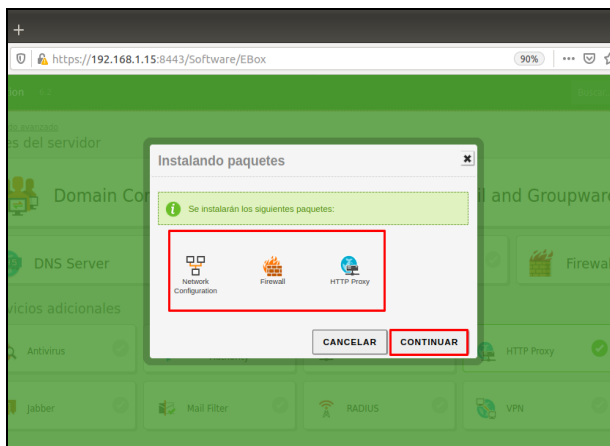 +
https://192.168.1.15:8443/Software/EBox
90%
es del servidor
Instalando paquetes
Domain Co
il and Groupware
Se instalarán los siguientes paquetes:
DNS Server
Firewal
Network
Configuration
Firewall
HTTP Proxy
vicios adicionales
CANCELAR
CONTINUAR
Antivirus
HTTP Proxy
Jabber
Mail Filter
RADIUS
VPN